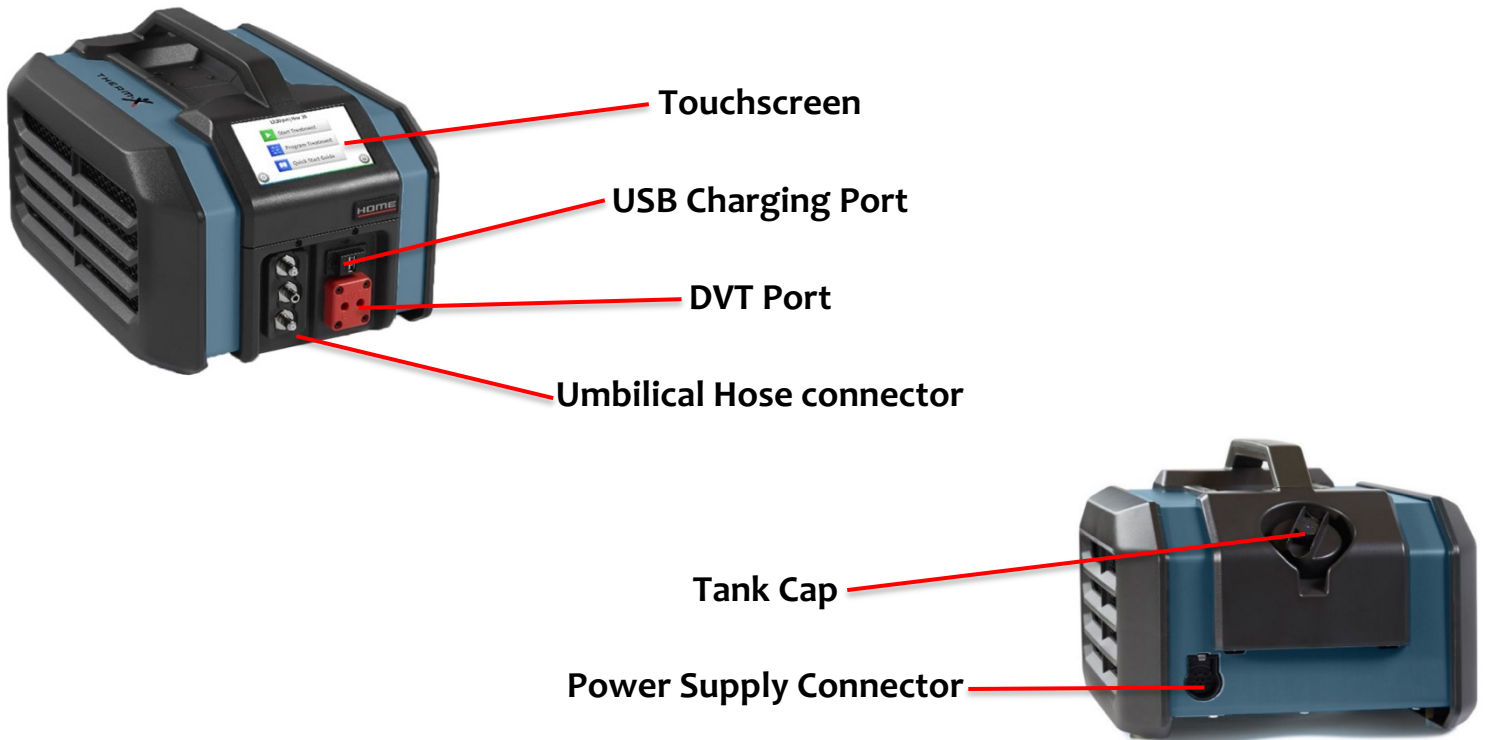 THERMX
Touchscreen
Start Treatment
Program Treatment
Quick Start Guide
USB Charging Port
HOME
DVT Port
Umbilical Hose connector
Tank Cap
Power Supply Connector